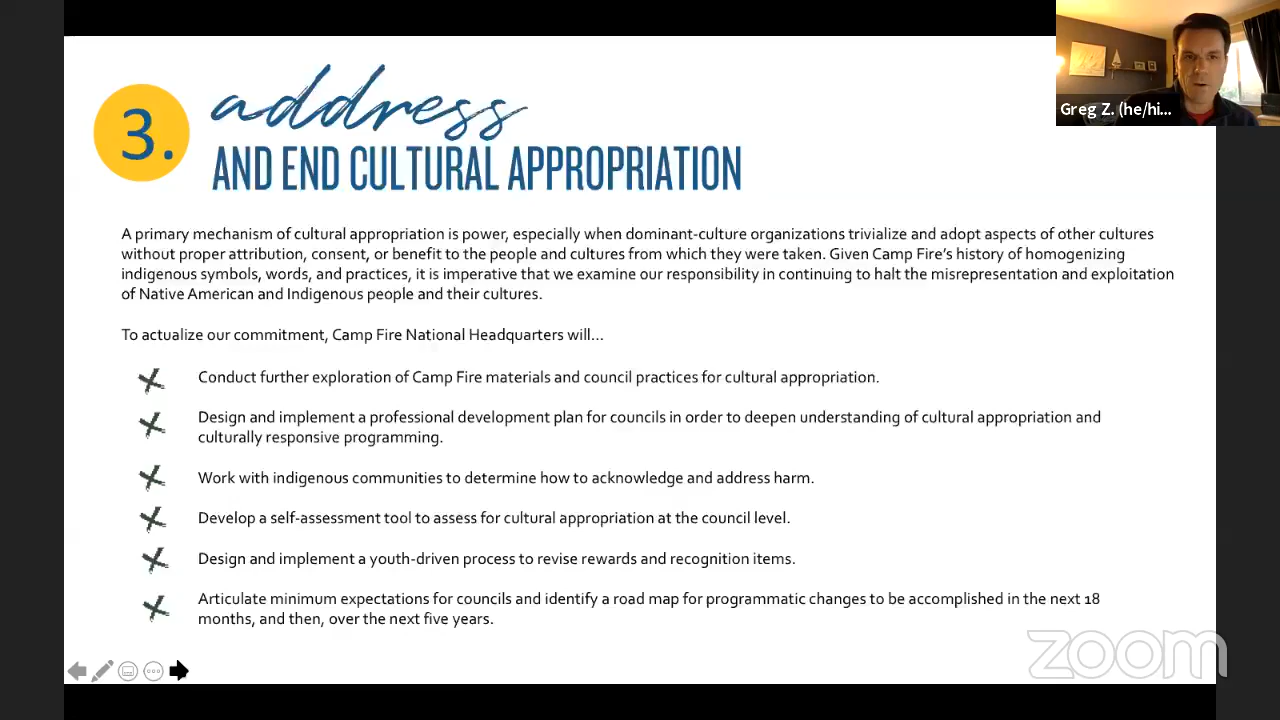 Greg Z. (he/hi...
3.
address
AND END CULTURAL APPROPRIATION
A primary mechanism of cultural appropriation is power, especially when dominant-culture organizations trivialize and adopt aspects of other cultures
without proper attribution, consent, or benefit to the people and cultures from which they were taken. Given Camp Fire's history of homogenizing
indigenous symbols, words, and practices, it is imperative that we examine our responsibility in continuing to halt the misrepresentation and exploitation
of Native American and Indigenous people and their cultures.
To actualize our commitment, Camp Fire National Headquarters will...
Conduct further exploration of Camp Fire materials and council practices for cultural appropriation.
Design and implement a professional development plan for councils in order to deepen understanding of cultural appropriation and
culturally responsive programming.
Work with indigenous communities to determine how to acknowledge and address harm.
Develop a self-assessment tool to assess for cultural appropriation at the council level.
Design and implement a youth-driven process to revise rewards and recognition items.
Articulate minimum expectations for councils and identify a road map for programmatic changes to be accomplished in the next 18
months, and then, over the next five years.
zoom